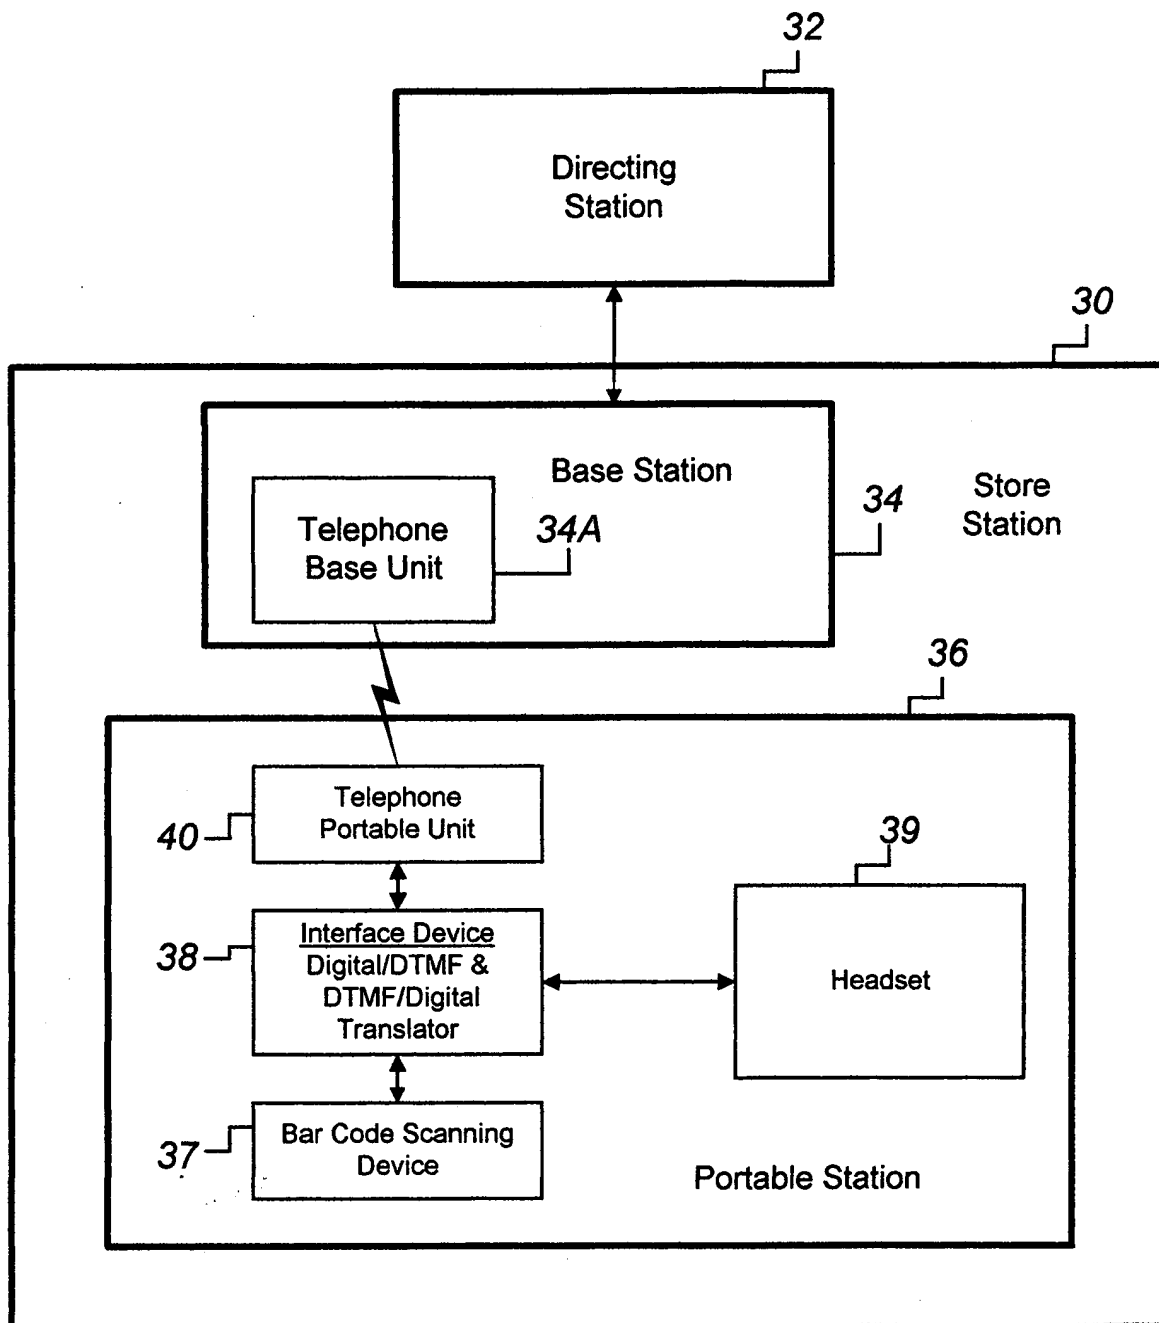 32
Directing
Station
30
Base Station
34
Store
Station
Telephone
Base Unit
34A
36
Telephone
Portable Unit
40
39
Interface Device
Digital/DTMF &
DTMF/Digital
Translator
38
Headset
Bar Code Scanning
Device
37
Portable Station